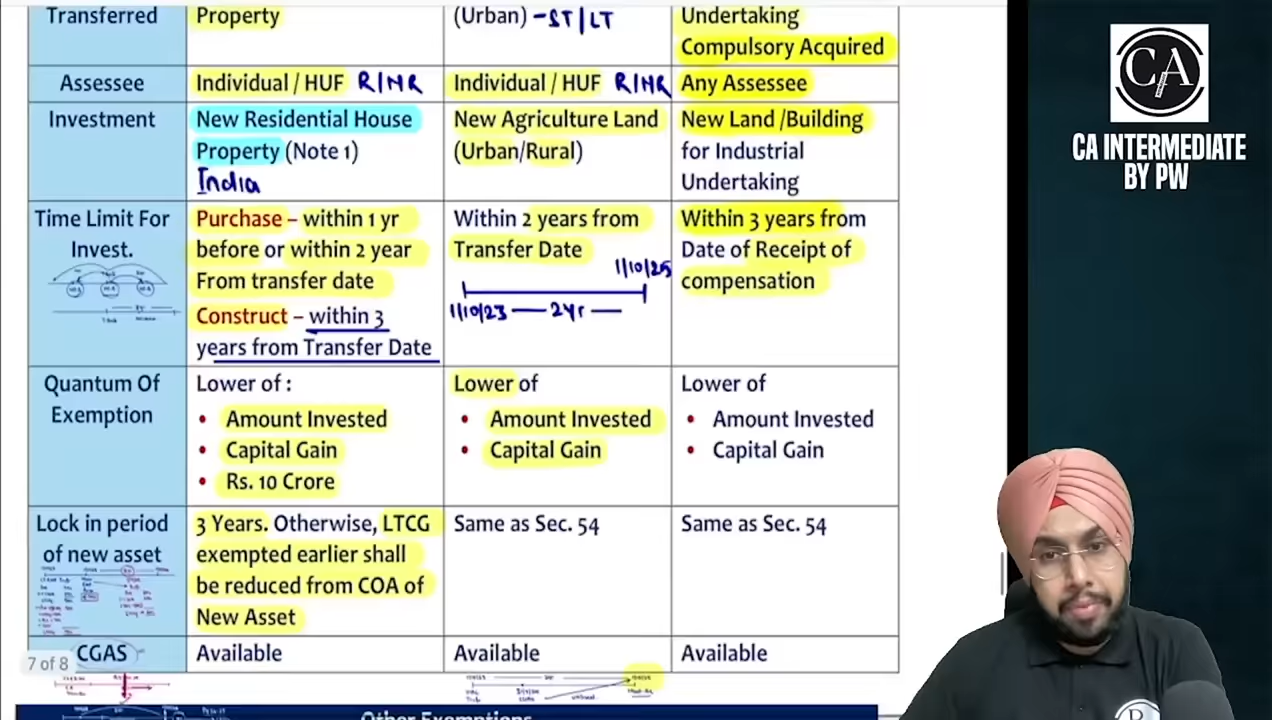 Transferred
Property
(Urban) - ST/LT
Undertaking
Compulsory Acquired
Assessee
Individual / HUF R/NR
Individual / HUF R/NR
Any Assessee
Investment
New Residential House
Property (Note 1)
India
New Agriculture Land
(Urban/Rural)
New Land /Building
for Industrial
Undertaking
Time Limit For
Invest.
Purchase – within 1 yr
before or within 2 year
From transfer date
Construct – within 3
years from Transfer Date
Within 2 years from
Transfer Date
1/10/25
1/10/23 — 2yr —
Within 3 years from
Date of Receipt of
compensation
Quantum Of
Exemption
Lower of :
• Amount Invested
• Capital Gain
• Rs. 10 Crore
Lower of
• Amount Invested
• Capital Gain
Lower of
• Amount Invested
• Capital Gain
Lock in period
of new asset
3 Years. Otherwise, LTCG
exempted earlier shall
be reduced from COA of
New Asset
Same as Sec. 54
Same as Sec. 54
CGAS
Available
Available
Available
7 of 8
Other Exemptions
CA
CA INTERMEDIATE
BY PW